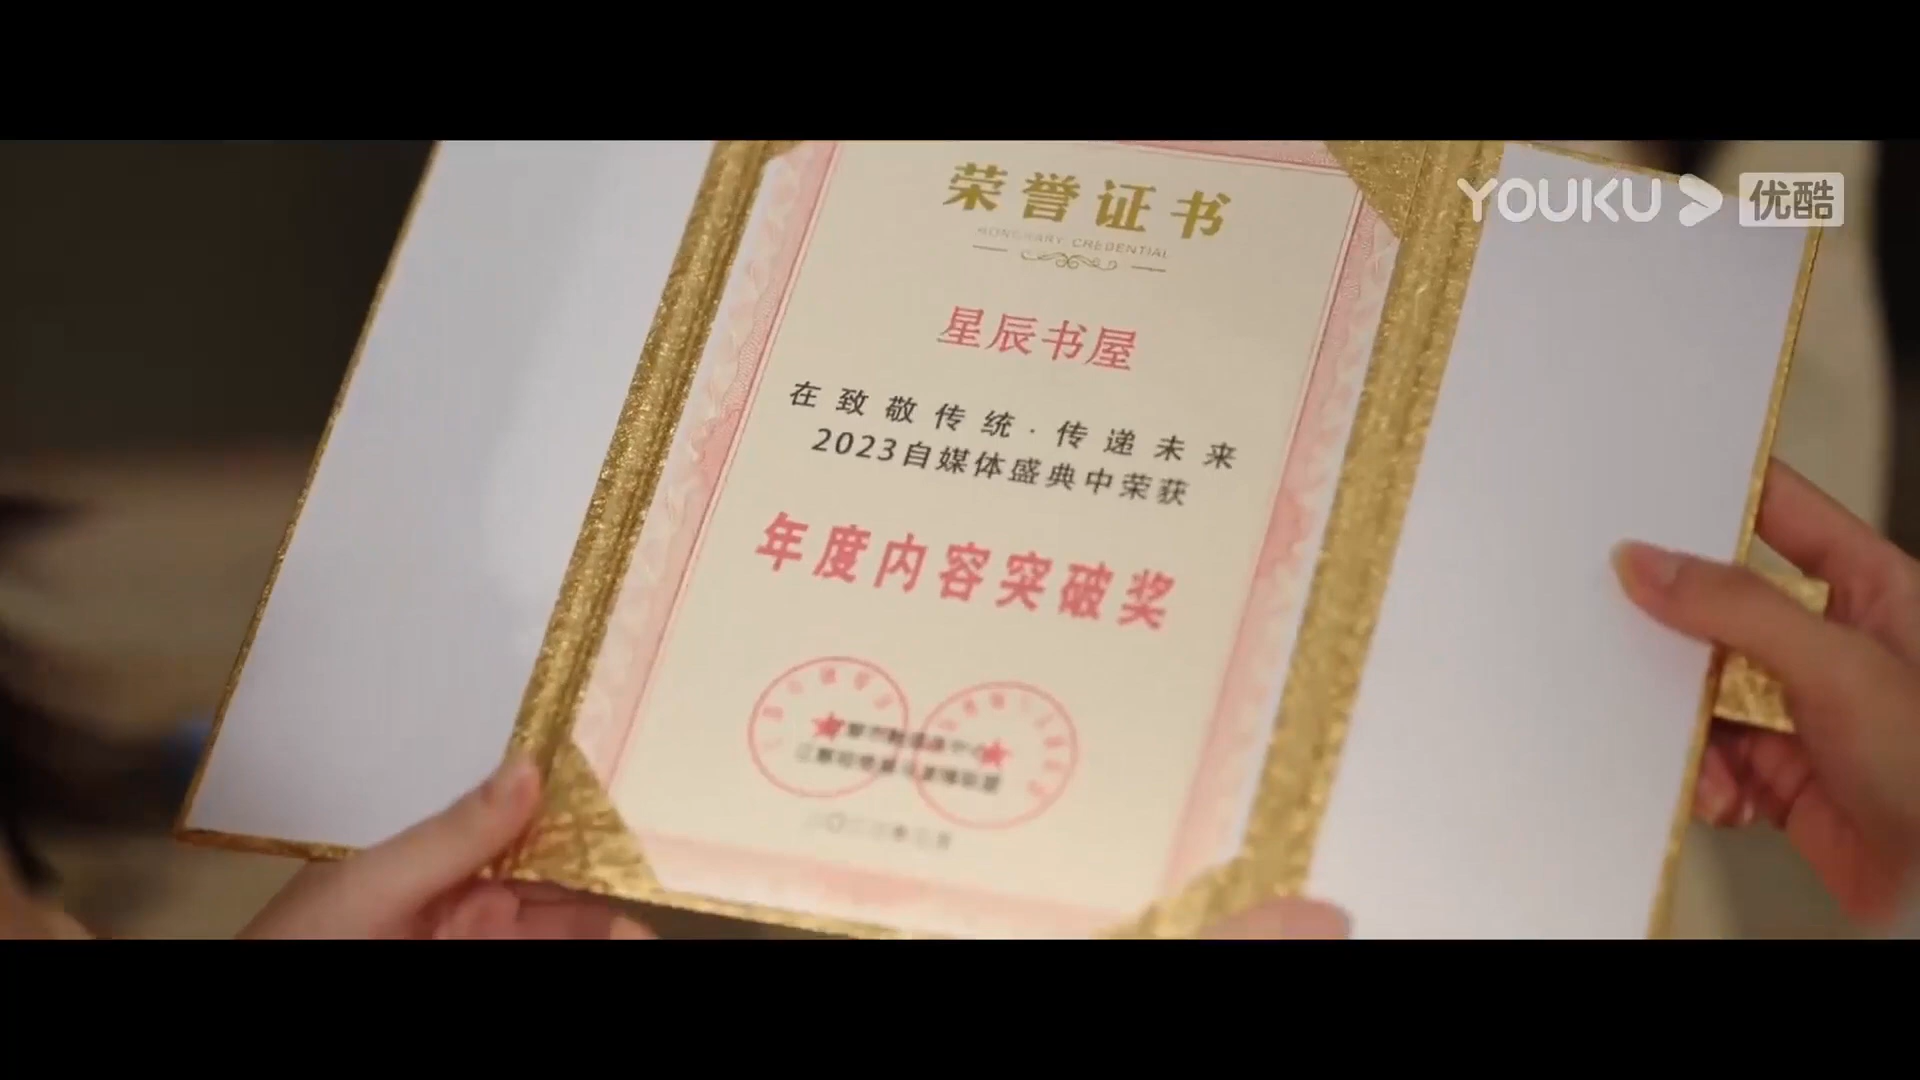 YOUKU 优酷
荣誉证书
HONORARY CREDENTIAL
星辰书屋
在致敬传统·传递未来
2023自媒体盛典中荣获
年度内容突破奖